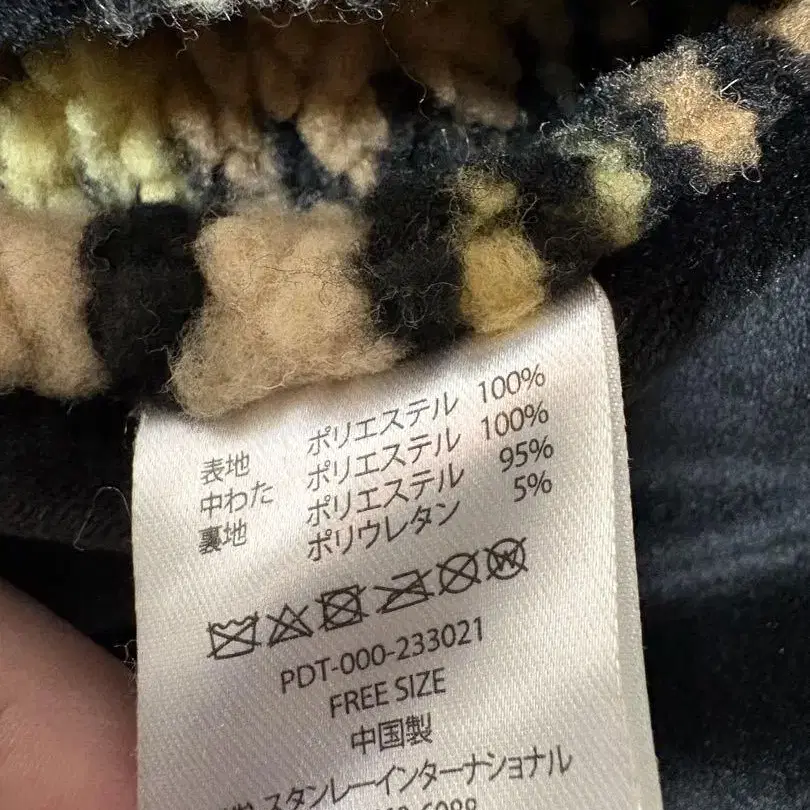 表地 ポリエステル 100%
中わた ポリエステル 100%
裏地 ポリエステル 95%
ポリウレタン 5%
PDT-000-233021
FREE SIZE
中国製
スタンレーインターナショナル